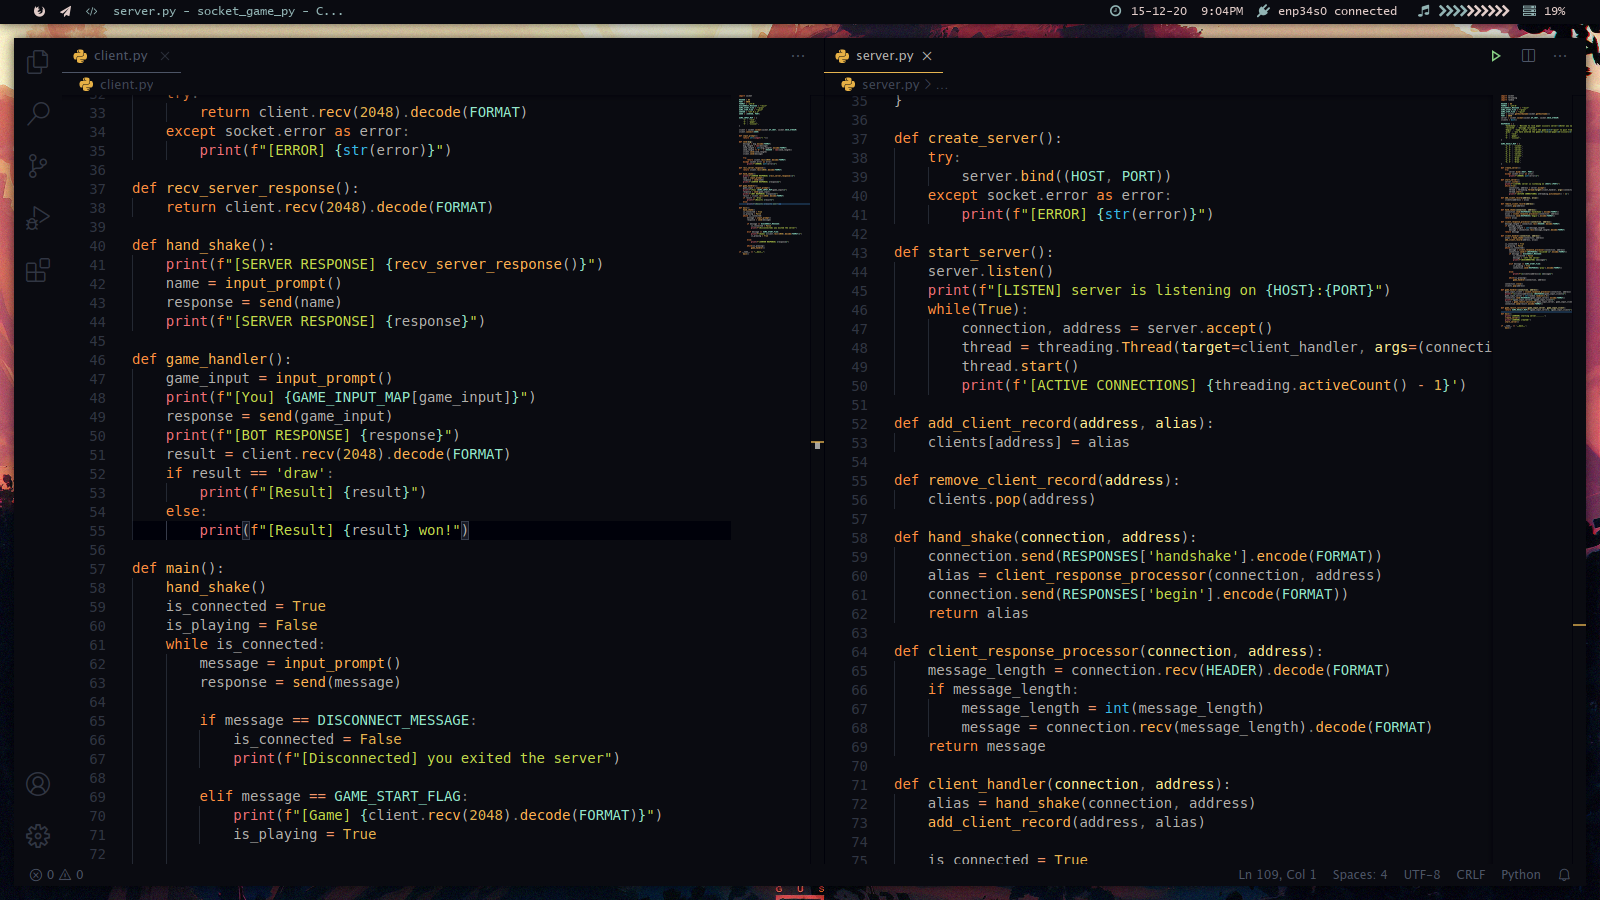 server.py - socket_game_py - C...
15-12-20 9:04PM
enp34s0 connected
19%
client.py
client.py
try:
33 return client.recv(2048).decode(FORMAT)
34 except socket.error as error:
35 print(f"[ERROR] {str(error)}")
36
37 def recv_server_response():
38 return client.recv(2048).decode(FORMAT)
39
40 def hand_shake():
41 print(f"[SERVER RESPONSE] {recv_server_response()}")
42 name = input_prompt()
43 response = send(name)
44 print(f"[SERVER RESPONSE] {response}")
45
46 def game_handler():
47 game_input = input_prompt()
48 print(f"[You] {GAME_INPUT_MAP[game_input]}")
49 response = send(game_input)
50 print(f"[BOT RESPONSE] {response}")
51 result = client.recv(2048).decode(FORMAT)
52 if result == 'draw':
53 print(f"[Result] {result}")
54 else:
55 print(f"[Result] {result} won!")
56
57 def main():
58 hand_shake()
59 is_connected = True
60 is_playing = False
61 while is_connected:
62 message = input_prompt()
63 response = send(message)
64
65 if message == DISCONNECT_MESSAGE:
66 is_connected = False
67 print(f"[Disconnected] you exited the server")
68
69 elif message == GAME_START_FLAG:
70 print(f"[Game] {client.recv(2048).decode(FORMAT)}")
71 is_playing = True
72
server.py
server.py > ...
35 }
36
37 def create_server():
38 try:
39 server.bind((HOST, PORT))
40 except socket.error as error:
41 print(f"[ERROR] {str(error)}")
42
43 def start_server():
44 server.listen()
45 print(f"[LISTEN] server is listening on {HOST}:{PORT}")
46 while(True):
47 connection, address = server.accept()
48 thread = threading.Thread(target=client_handler, args=(connecti
49 thread.start()
50 print(f'[ACTIVE CONNECTIONS] {threading.activeCount() - 1}')
51
52 def add_client_record(address, alias):
53 clients[address] = alias
54
55 def remove_client_record(address):
56 clients.pop(address)
57
58 def hand_shake(connection, address):
59 connection.send(RESPONSES['handshake'].encode(FORMAT))
60 alias = client_response_processor(connection, address)
61 connection.send(RESPONSES['begin'].encode(FORMAT))
62 return alias
63
64 def client_response_processor(connection, address):
65 message_length = connection.recv(HEADER).decode(FORMAT)
66 if message_length:
67 message_length = int(message_length)
68 message = connection.recv(message_length).decode(FORMAT)
69 return message
70
71 def client_handler(connection, address):
72 alias = hand_shake(connection, address)
73 add_client_record(address, alias)
74
75 is_connected = True
0 0
Ln 109, Col 1 Spaces: 4 UTF-8 CRLF Python
G U S